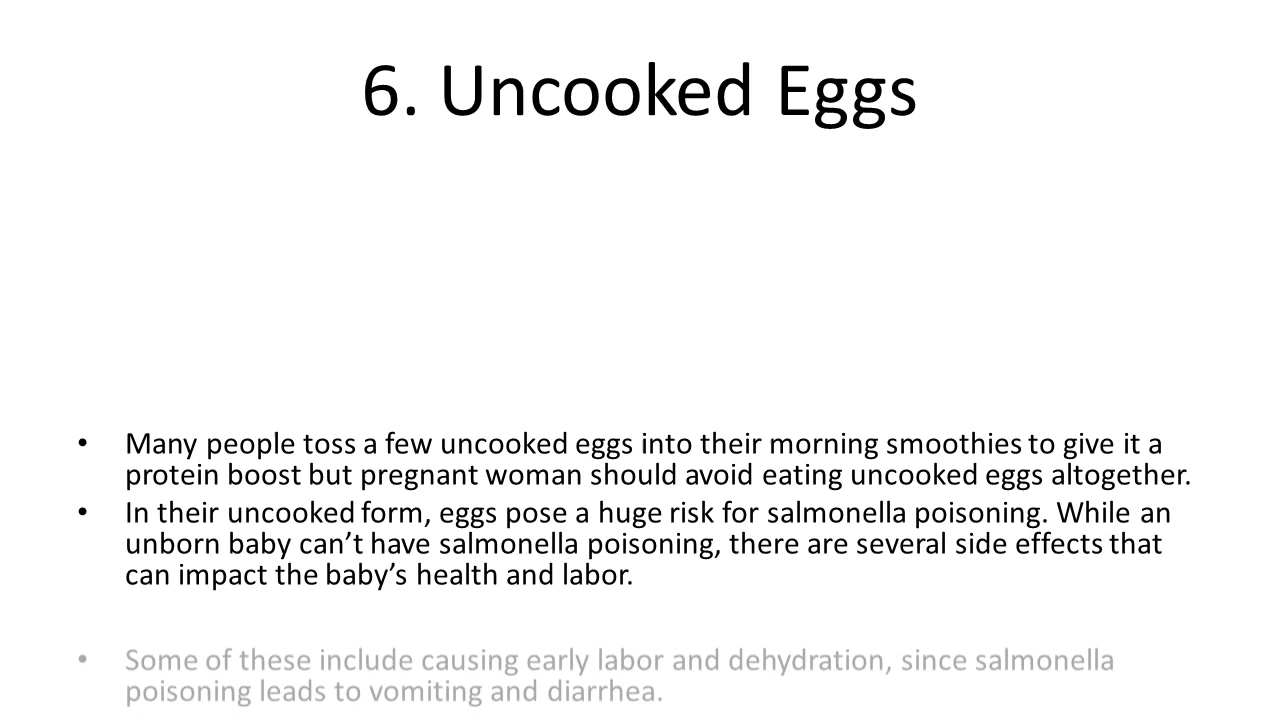 6. Uncooked Eggs
• Many people toss a few uncooked eggs into their morning smoothies to give it a
protein boost but pregnant woman should avoid eating uncooked eggs altogether.
• In their uncooked form, eggs pose a huge risk for salmonella poisoning. While an
unborn baby can’t have salmonella poisoning, there are several side effects that
can impact the baby’s health and labor.
• Some of these include causing early labor and dehydration, since salmonella
poisoning leads to vomiting and diarrhea.